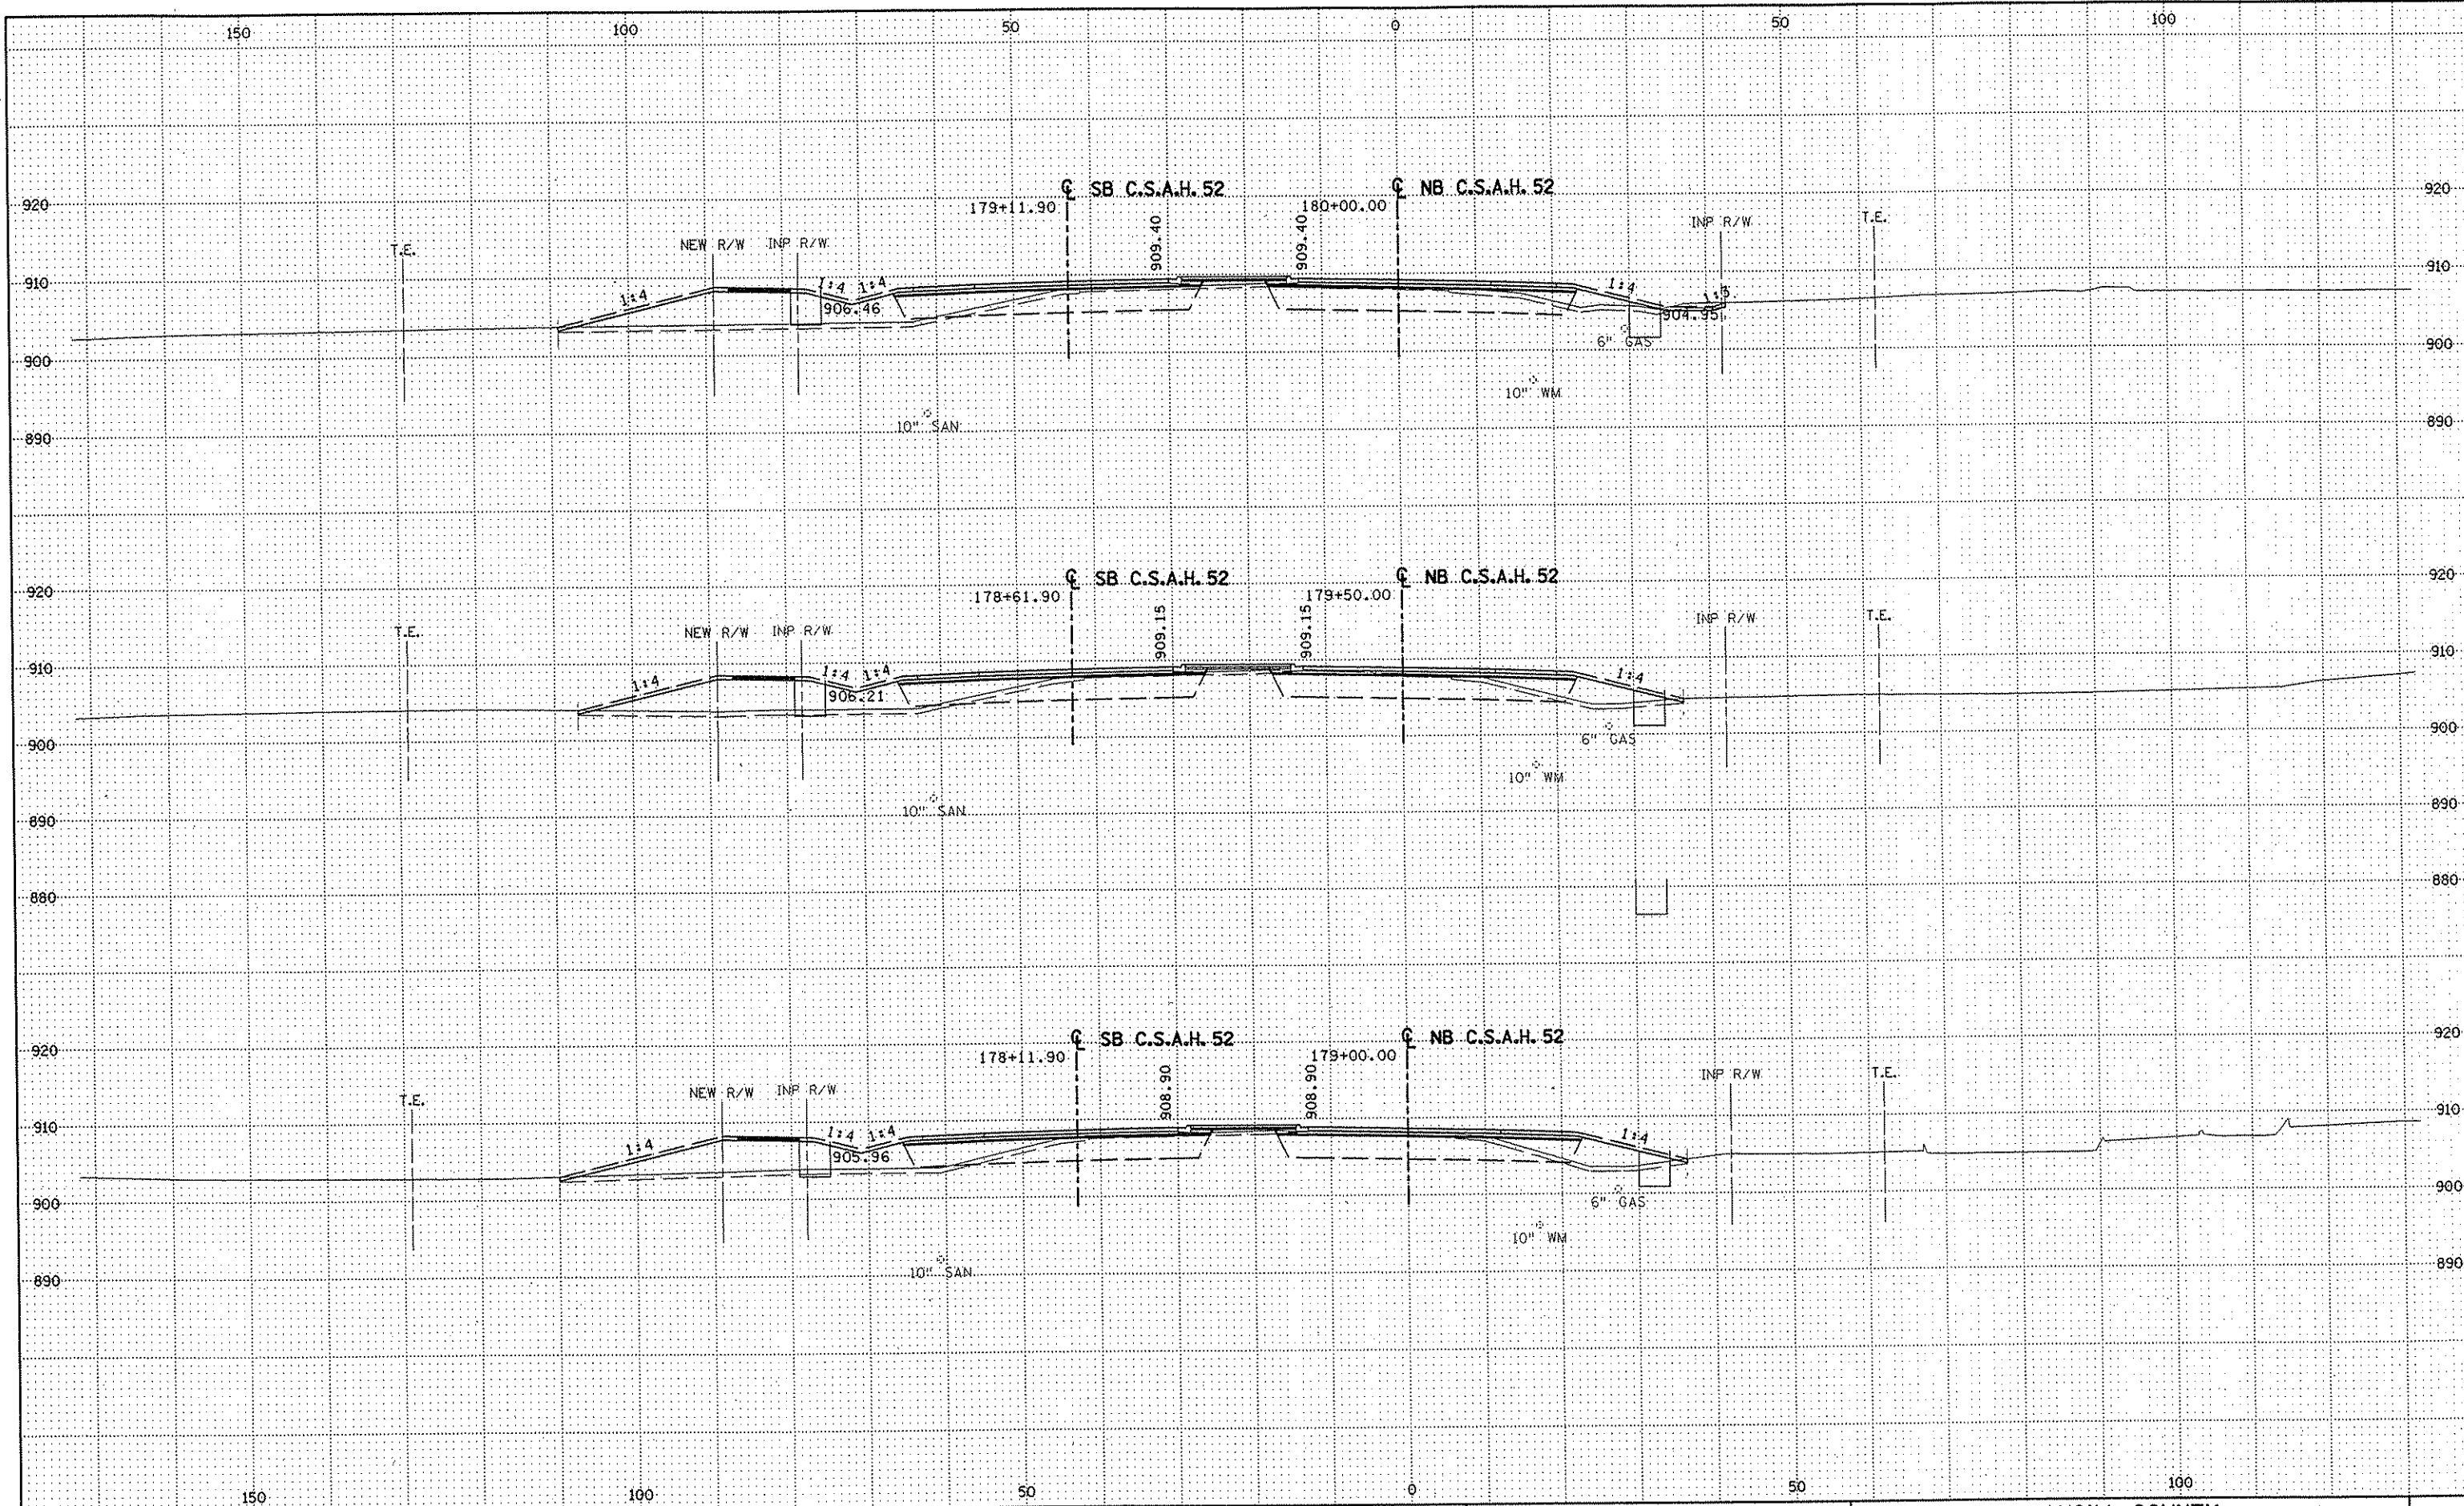 150 100 50 0 50 100
SB C.S.A.H. 52 NB C.S.A.H. 52
179+11.90 180+00.00
909.40 909.40
920 920
T.E. NEW R/W INP R/W INP R/W T.E.
910 910
1:4 1:4 1:4 1:4 1:3
906.46 904.95
6" GAS
900 900
10" WM
10" SAN
890 890
SB C.S.A.H. 52 NB C.S.A.H. 52
178+61.90 179+50.00
909.15 909.15
920 920
T.E. NEW R/W INP R/W INP R/W T.E.
910 910
1:4 1:4 1:4 1:4
906.21
6" GAS
900 900
10" WM
10" SAN
890 890
880 880
SB C.S.A.H. 52 NB C.S.A.H. 52
178+11.90 179+00.00
908.90 908.90
920 920
T.E. NEW R/W INP R/W INP R/W T.E.
910 910
1:4 1:4 1:4 1:4
905.96
6" GAS
900 900
10" WM
10" SAN
890 890
150 100 50 0 50 100